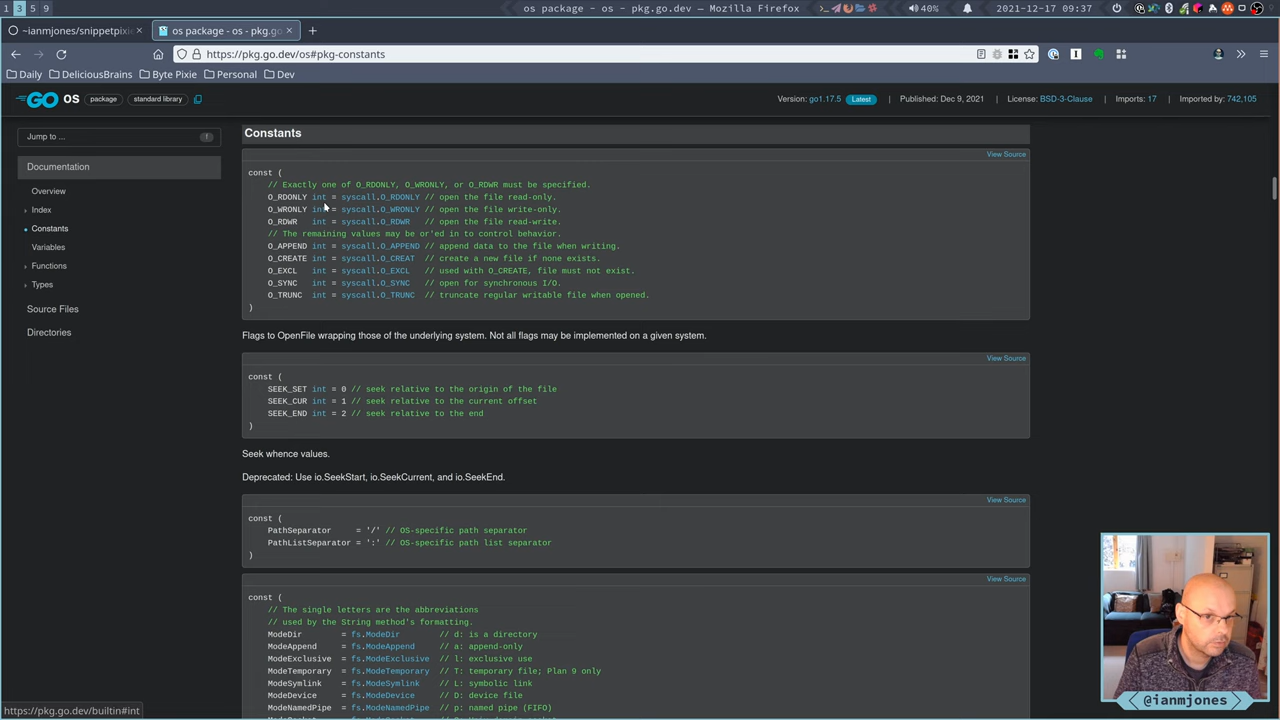 1 3 5 9
os package - os - pkg.go.dev — Mozilla Firefox
40%
2021-12-17 09:37
~ianmjones/snippetpixie
os package - os - pkg.go.dev
https://pkg.go.dev/os#pkg-constants
Daily
DeliciousBrains
Byte Pixie
Personal
Dev
GO os package standard library
Version: go1.17.5 Latest
Published: Dec 9, 2021
License: BSD-3-Clause
Imports: 17
Imported by: 742,105
Jump to ...
Documentation
Overview
Index
Constants
Variables
Functions
Types
Source Files
Directories
Constants
View Source
const (
// Exactly one of O_RDONLY, O_WRONLY, or O_RDWR must be specified.
O_RDONLY int = syscall.O_RDONLY // open the file read-only.
O_WRONLY int = syscall.O_WRONLY // open the file write-only.
O_RDWR int = syscall.O_RDWR // open the file read-write.
// The remaining values may be or'ed in to control behavior.
O_APPEND int = syscall.O_APPEND // append data to the file when writing.
O_CREATE int = syscall.O_CREAT // create a new file if none exists.
O_EXCL int = syscall.O_EXCL // used with O_CREATE, file must not exist.
O_SYNC int = syscall.O_SYNC // open for synchronous I/O.
O_TRUNC int = syscall.O_TRUNC // truncate regular writable file when opened.
)
Flags to OpenFile wrapping those of the underlying system. Not all flags may be implemented on a given system.
View Source
const (
SEEK_SET int = 0 // seek relative to the origin of the file
SEEK_CUR int = 1 // seek relative to the current offset
SEEK_END int = 2 // seek relative to the end
)
Seek whence values.
Deprecated: Use io.SeekStart, io.SeekCurrent, and io.SeekEnd.
View Source
const (
PathSeparator = '/' // OS-specific path separator
PathListSeparator = ':' // OS-specific path list separator
)
View Source
const (
// The single letters are the abbreviations
// used by the String method's formatting.
ModeDir = fs.ModeDir // d: is a directory
ModeAppend = fs.ModeAppend // a: append-only
ModeExclusive = fs.ModeExclusive // l: exclusive use
ModeTemporary = fs.ModeTemporary // T: temporary file; Plan 9 only
ModeSymlink = fs.ModeSymlink // L: symbolic link
ModeDevice = fs.ModeDevice // D: device file
ModeNamedPipe = fs.ModeNamedPipe // p: named pipe (FIFO)
https://pkg.go.dev/builtin#int
@ianmjones